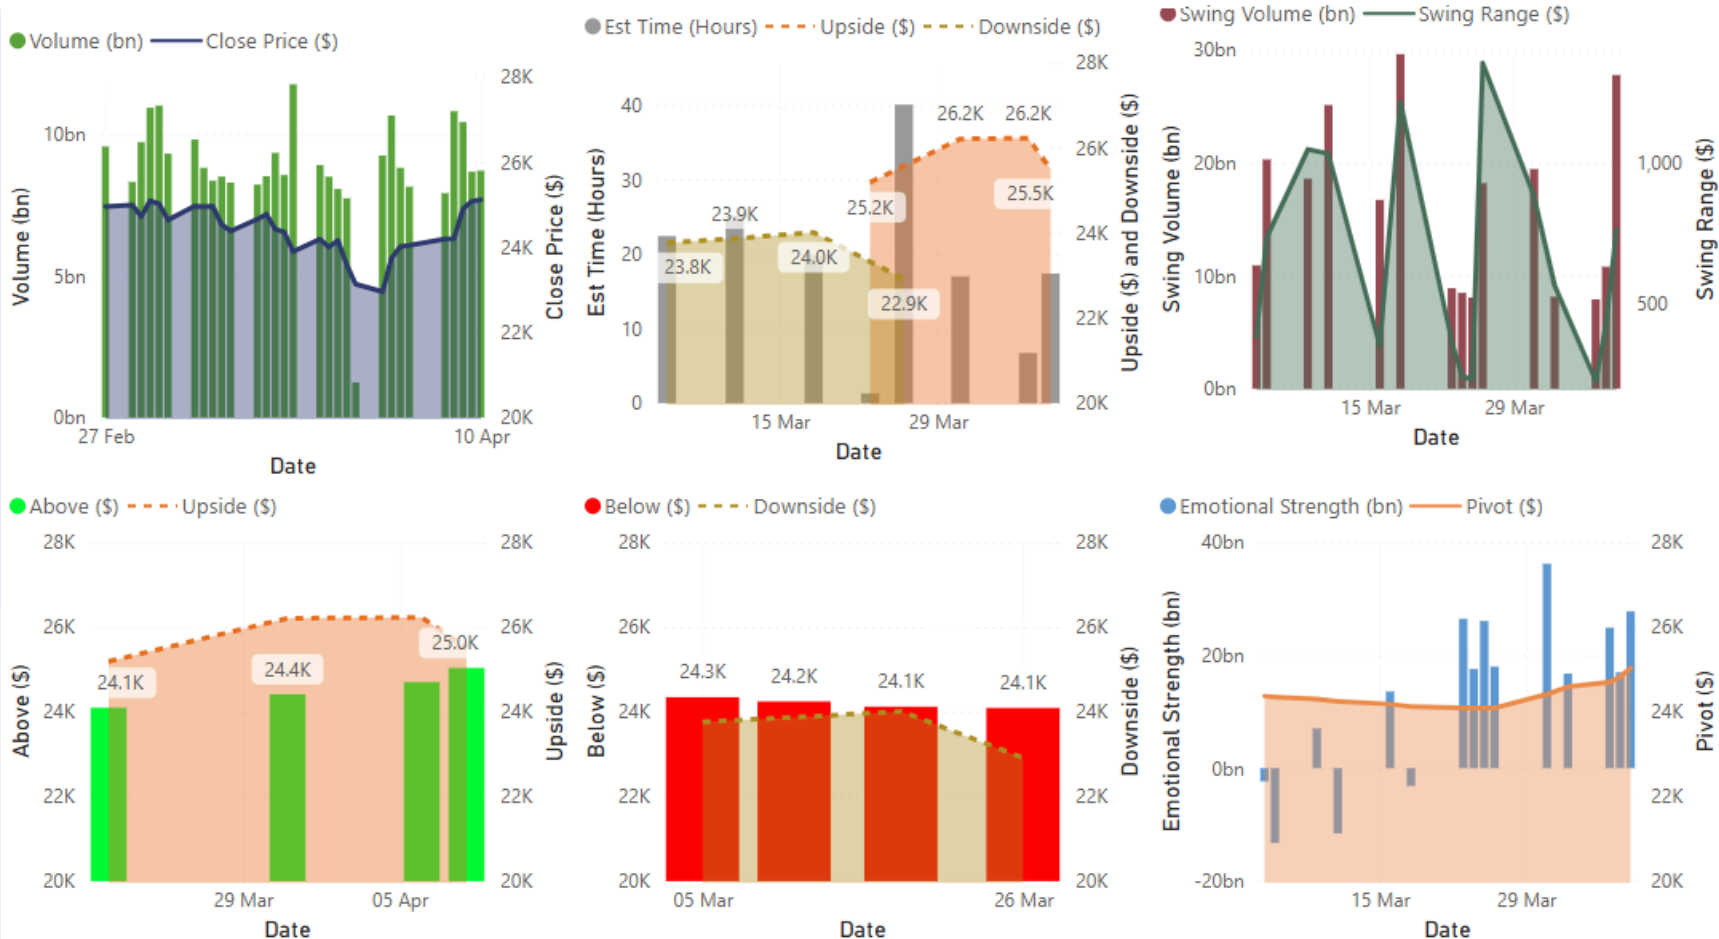 Volume (bn) Close Price ($)
28K
10bn
26K
24K
5bn
22K
0bn
20K
27 Feb
10 Apr
Volume (bn)
Close Price ($)
Date
Est Time (Hours) Upside ($) Downside ($)
28K
40
26.2K
26.2K
26K
30
25.2K
25.5K
23.9K
24K
20
24.0K
23.8K
22.9K
22K
10
0
20K
15 Mar
29 Mar
Est Time (Hours)
Upside ($) and Downside ($)
Date
Swing Volume (bn) Swing Range ($)
30bn
20bn
1,000
10bn
500
0bn
15 Mar
29 Mar
Swing Volume (bn)
Swing Range ($)
Date
Above ($) Upside ($)
28K
28K
26K
26K
25.0K
24.4K
24.1K
24K
24K
22K
22K
20K
20K
29 Mar
05 Apr
Above ($)
Upside ($)
Date
Below ($) Downside ($)
28K
28K
26K
26K
24.3K
24.2K
24.1K
24.1K
24K
24K
22K
22K
20K
20K
05 Mar
26 Mar
Below ($)
Downside ($)
Date
Emotional Strength (bn) Pivot ($)
40bn
28K
26K
20bn
24K
0bn
22K
-20bn
20K
15 Mar
29 Mar
Emotional Strength (bn)
Pivot ($)
Date